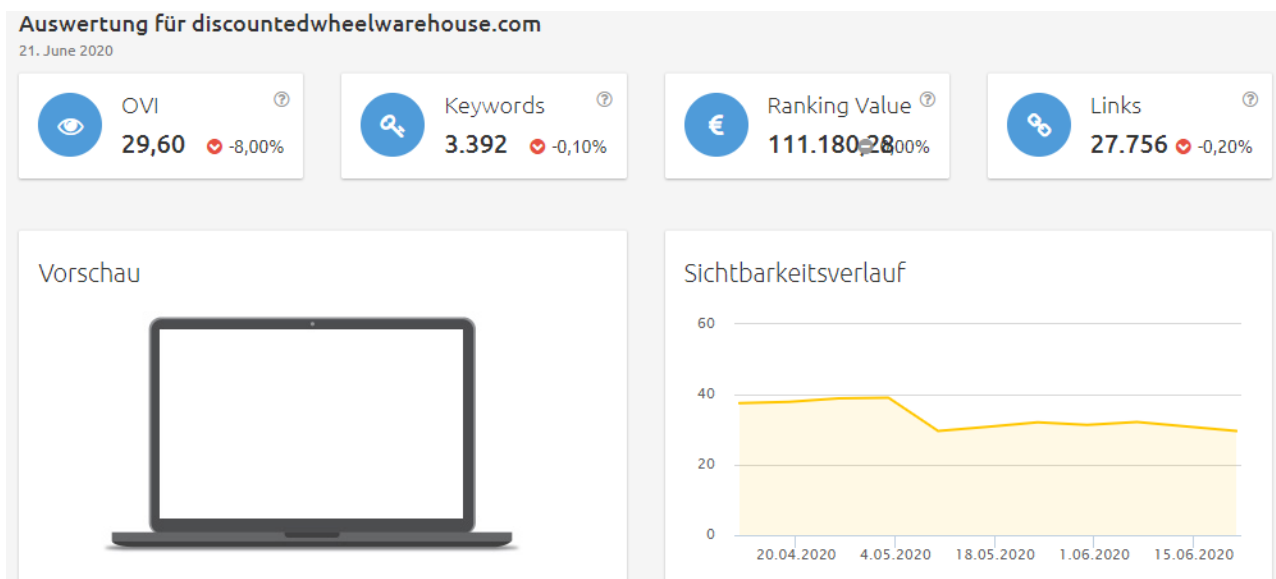 Auswertung für discountedwheelwarehouse.com
21. June 2020
OVI
29,60 -8,00%
Keywords
3.392 -0,10%
Ranking Value
€
111.180,28 ,00%
Links
27.756 -0,20%
Vorschau
Sichtbarkeitsverlauf
60
40
20
0
20.04.2020 4.05.2020 18.05.2020 1.06.2020 15.06.2020